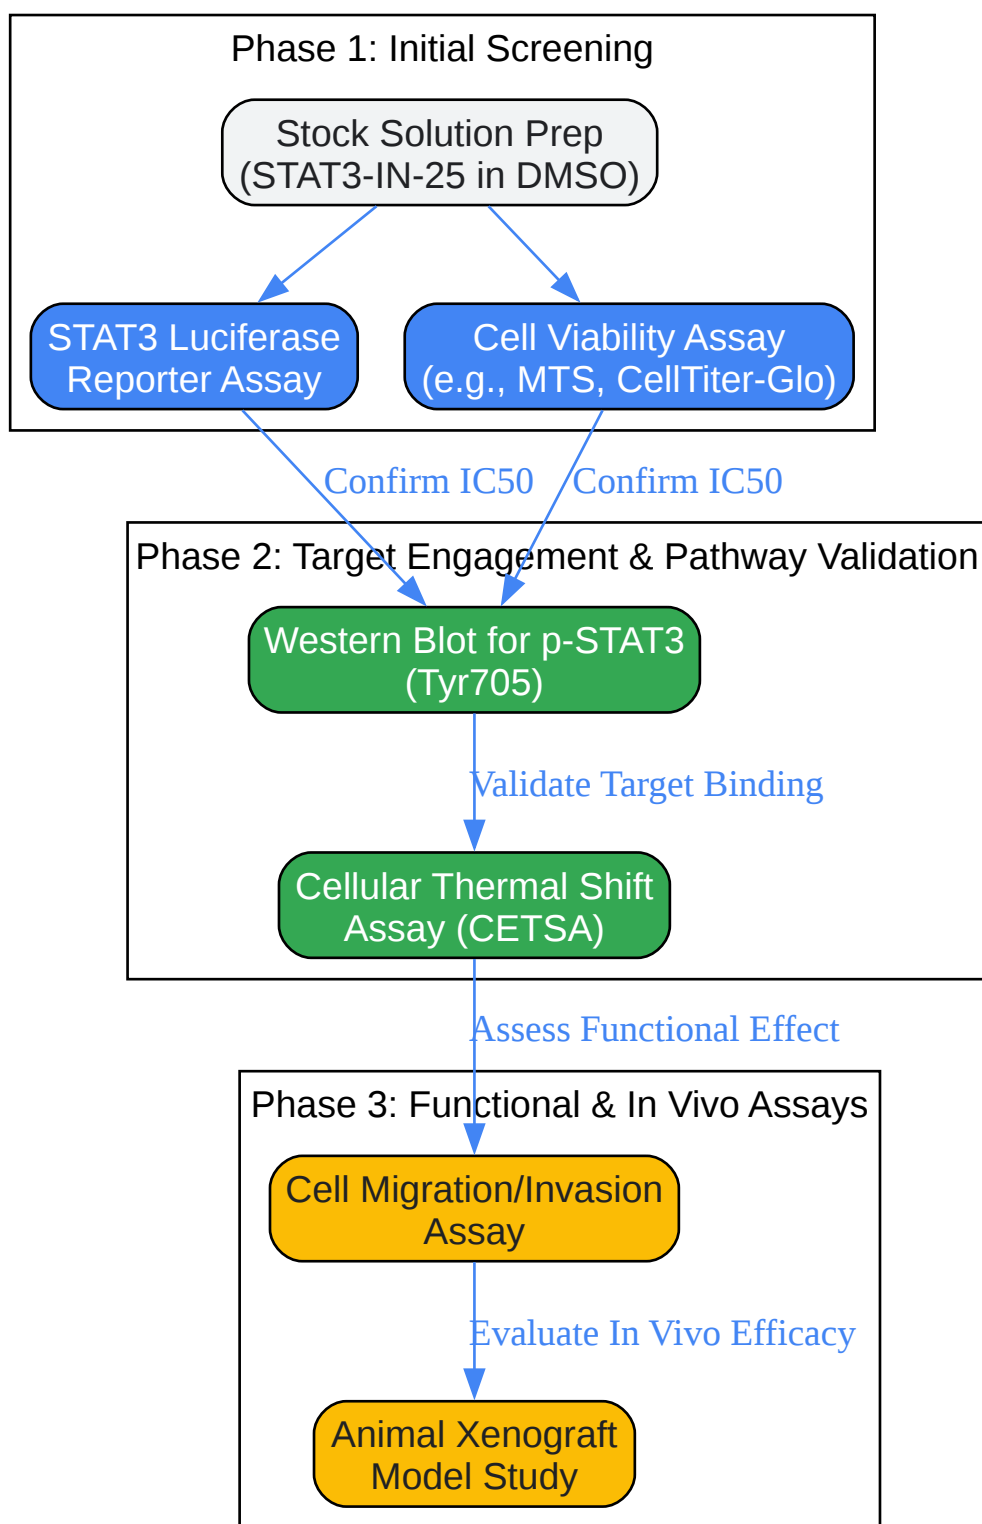 Phase 1: Initial Screening
Stock Solution Prep
(STAT3-IN-25 in DMSO)
STAT3 Luciferase
Reporter Assay
Cell Viability Assay
(e.g., MTS, CellTiter-Glo)
Confirm IC50
Confirm IC50
Phase 2: Target Engagement & Pathway Validation
Western Blot for p-STAT3
(Tyr705)
Validate Target Binding
Cellular Thermal Shift
Assay (CETSA)
Assess Functional Effect
Phase 3: Functional & In Vivo Assays
Cell Migration/Invasion
Assay
Evaluate In Vivo Efficacy
Animal Xenograft
Model Study